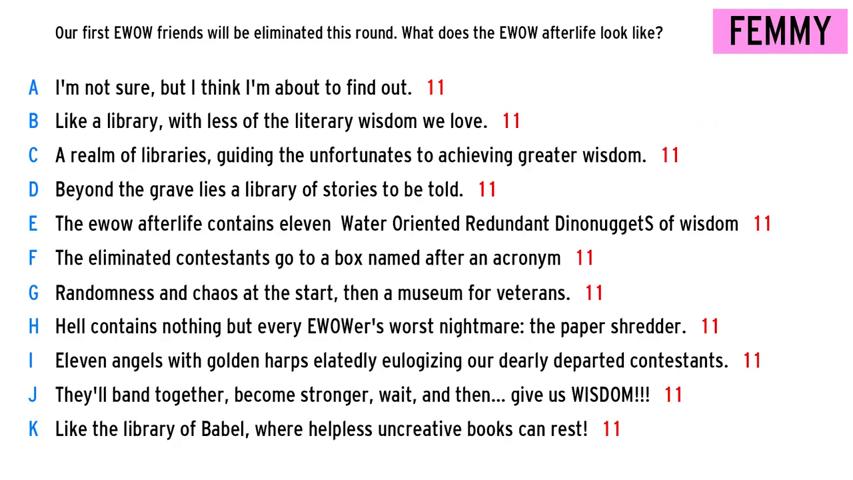 Our first EWOW friends will be eliminated this round. What does the EWOW afterlife look like?
FEMMY
A I'm not sure, but I think I'm about to find out. 11
B Like a library, with less of the literary wisdom we love. 11
C A realm of libraries, guiding the unfortunates to achieving greater wisdom. 11
D Beyond the grave lies a library of stories to be told. 11
E The ewow afterlife contains eleven  Water Oriented Redundant DinonuggetS of wisdom 11
F The eliminated contestants go to a box named after an acronym 11
G Randomness and chaos at the start, then a museum for veterans. 11
H Hell contains nothing but every EWOWer's worst nightmare: the paper shredder. 11
I Eleven angels with golden harps elatedly eulogizing our dearly departed contestants. 11
J They'll band together, become stronger, wait, and then... give us WISDOM!!! 11
K Like the library of Babel, where helpless uncreative books can rest! 11